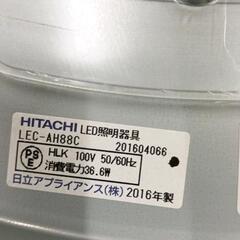 HITACHI LED照明器具
LEC-AH88C 201604066
PSE HLK 100V 50/60Hz
消費電力36.6W
日立アプライアンス(株) 2016年製